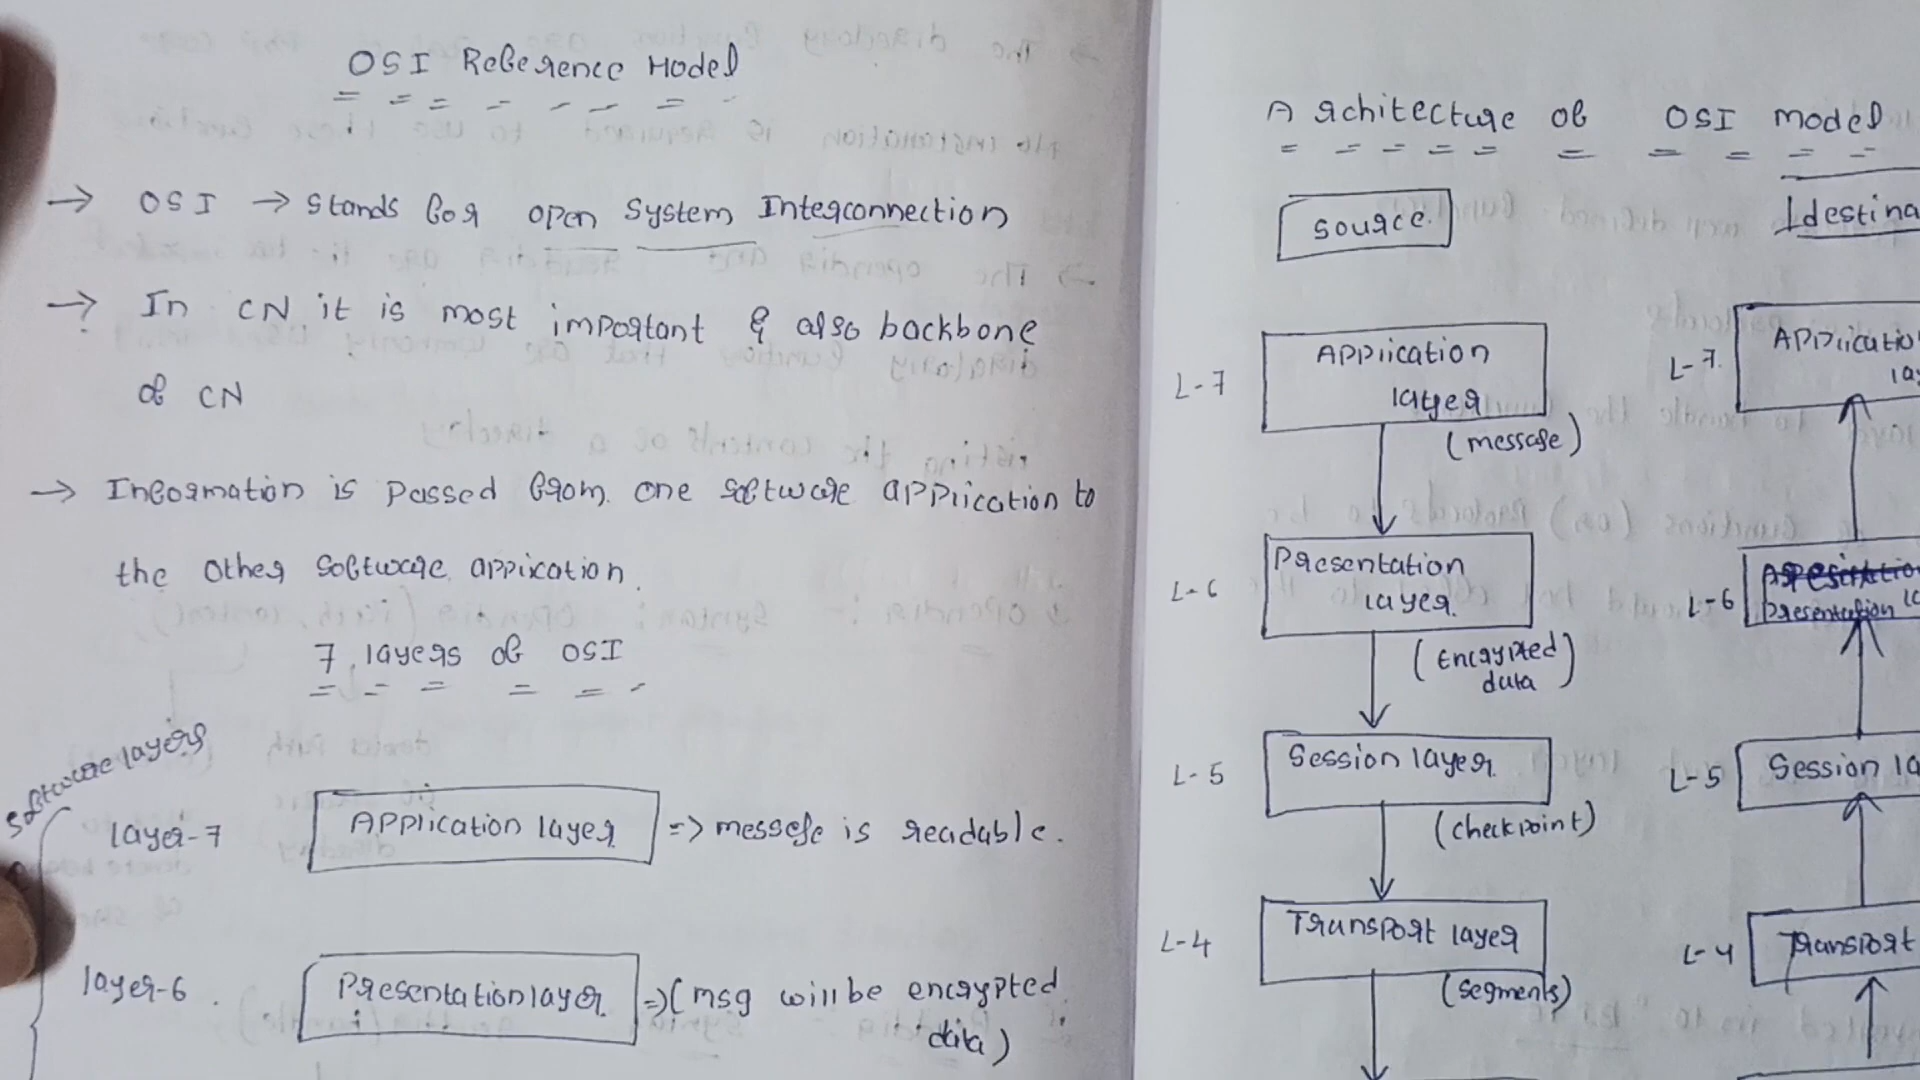 OSI Reference Model
→ OSI → stands for open System Interconnection
→ In CN it is most important & also backbone
of CN
→ Information is passed from one software application to
the other software appixation.
7 layers of OSI
Software layers
layer-7 Application layer => messefe is readable.
layer-6 Presentation layer => (msg will be encrypted
data)
Architecture of OSI model
source.
destina
L-7 Application
layer
(message)
L-6 Presentation
layer
(Encrypted
data)
L-5 Session layer
(checkpoint)
L-4 Transport layer
(segments)
L-7 Applicatio
la
L-6
presentation la
L-5 Session la
L-4 Transport